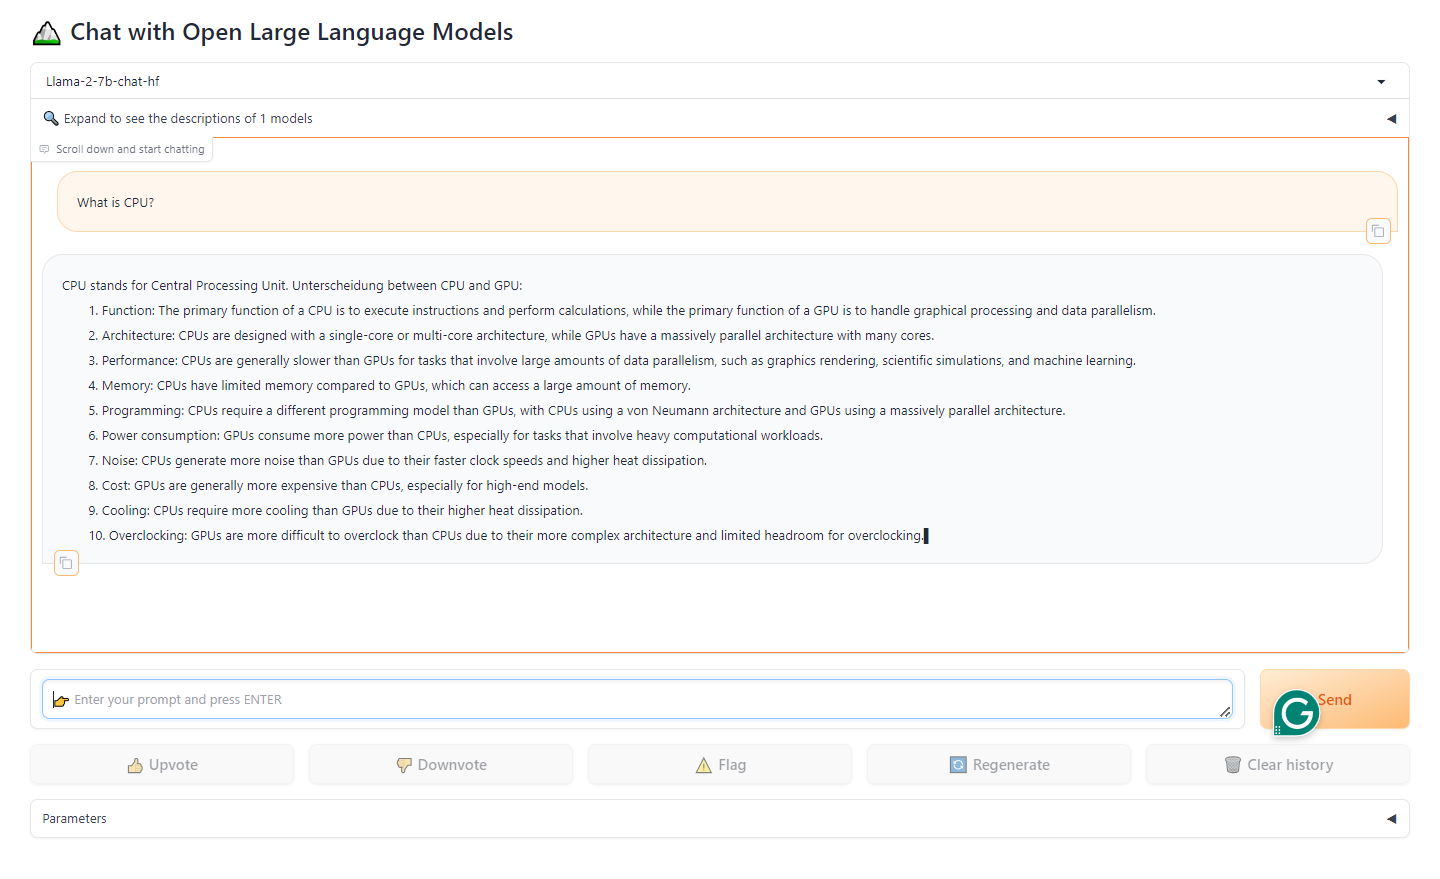 Chat with Open Large Language Models
Llama-2-7b-chat-hf
Expand to see the descriptions of 1 models
Scroll down and start chatting
What is CPU?
CPU stands for Central Processing Unit. Unterscheidung between CPU and GPU:
1. Function: The primary function of a CPU is to execute instructions and perform calculations, while the primary function of a GPU is to handle graphical processing and data parallelism.
2. Architecture: CPUs are designed with a single-core or multi-core architecture, while GPUs have a massively parallel architecture with many cores.
3. Performance: CPUs are generally slower than GPUs for tasks that involve large amounts of data parallelism, such as graphics rendering, scientific simulations, and machine learning.
4. Memory: CPUs have limited memory compared to GPUs, which can access a large amount of memory.
5. Programming: CPUs require a different programming model than GPUs, with CPUs using a von Neumann architecture and GPUs using a massively parallel architecture.
6. Power consumption: GPUs consume more power than CPUs, especially for tasks that involve heavy computational workloads.
7. Noise: CPUs generate more noise than GPUs due to their faster clock speeds and higher heat dissipation.
8. Cost: GPUs are generally more expensive than CPUs, especially for high-end models.
9. Cooling: CPUs require more cooling than GPUs due to their higher heat dissipation.
10. Overclocking: GPUs are more difficult to overclock than CPUs due to their more complex architecture and limited headroom for overclocking.
Enter your prompt and press ENTER
Send
Upvote
Downvote
Flag
Regenerate
Clear history
Parameters